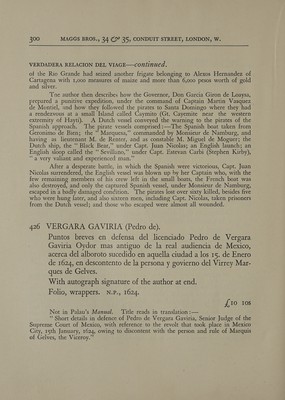 300 MAGGS BROS., 34 & 35, CONDUIT STREET, LONDON, W.
VERDADERA RELACION DEL VIAGE—continued.
of the Rio Grande had seized another frigate belonging to Alexos Hernandez of
Cartagena with 1,000 measures of maize and more than 6,000 pesos worth of gold
and silver.
The author then describes how the Governor, Don Garcia Giron de Loaysa,
prepared a punitive expedition, under the command of Captain Martin Vasquez
de Montiel, and how they followed the pirates to Santo Domingo where they had
a rendezvous at a small Island called Caymito (Gt. Caymite near the western
extremity of Hayti). A Dutch vessel conveyed the warning to the pirates of the
Spanish approach. The pirate vessels comprised:—The Spanish boat taken from
Geronimo de Baez; the "Marquesa," commanded by Monsieur de Namburg, and
having as lieutenant M. de Bonter, and as constable M. Miguel de Moguer; the
Dutch ship, the "Black Bear," under Capt. Juan Nicolas; an English launch; an
English sloop called the "Sevillano," under Capt. Estevan Carbi (Stephen Kirby),
"a very valiant and experienced man."
After a desperate battle, in which the Spanish were victorious, Capt. Juan
Nicolas surrendered, the English vessel was blown up by her Captain who, with the
few remaining members of his crew left in the small boats, the French boat was
also destroyed, and only the captured Spanish vessel, under Monsieur de Namburg,
escaped in a badly damaged condition. The pirates lost over sixty killed, besides five
who were hung later, and also sixteen men, including Capt. Nicolas, taken prisoners
from the Dutch vessel; and those who escaped were almost all wounded.
426 VERGARA GAVIRIA (Pedro de).
Puntos breves en defensa del licenciado Pedro de Vergara
Gaviria Oydor mas antiguo de la real audiencia de Mexico,
acerca del alboroto sucedido en aquella ciudad a los 15. de Enero
de 1624, en descontento de la persona y govierno del Virrey Mar-
ques de Gelves.
With autograph signature of the author at end.
Folio, wrappers. N.P., 1624.
£10 10s
Not in Palau's Manual. Title reads in translation:—
"Short details in defence of Pedro de Vergara Gaviria, Senior Judge of the
Supreme Court of Mexico, with reference to the revolt that took place in Mexico
City, 15th January, 1624, owing to discontent with the person and rule of Marquis
of Gelves, the Viceroy."